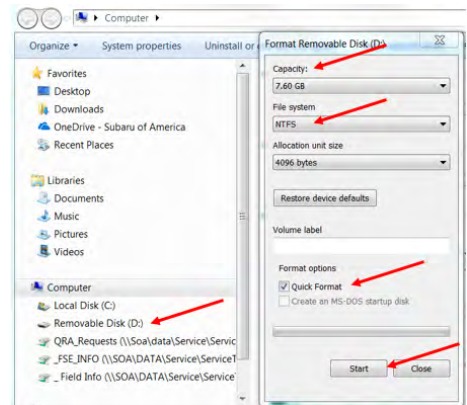 Computer
Organize
System properties
Uninstall or
Favorites
Desktop
Downloads
OneDrive - Subaru of America
Recent Places
Libraries
Documents
Music
Pictures
Videos
Computer
Local Disk (C:)
Removable Disk (D:)
QRA_Requests (\\Soa\data\Service\Servic
_FSE_INFO (\\SOA\DATA\Service\ServiceT
_ Field Info (\\SOA\DATA\Service\Service
Format Removable Disk (D:)
Capacity:
7.60 GB
File system
NTFS
Allocation unit size
4096 bytes
Restore device defaults
Volume label
Format options
Quick Format
Create an MS-DOS startup disk
Start
Close